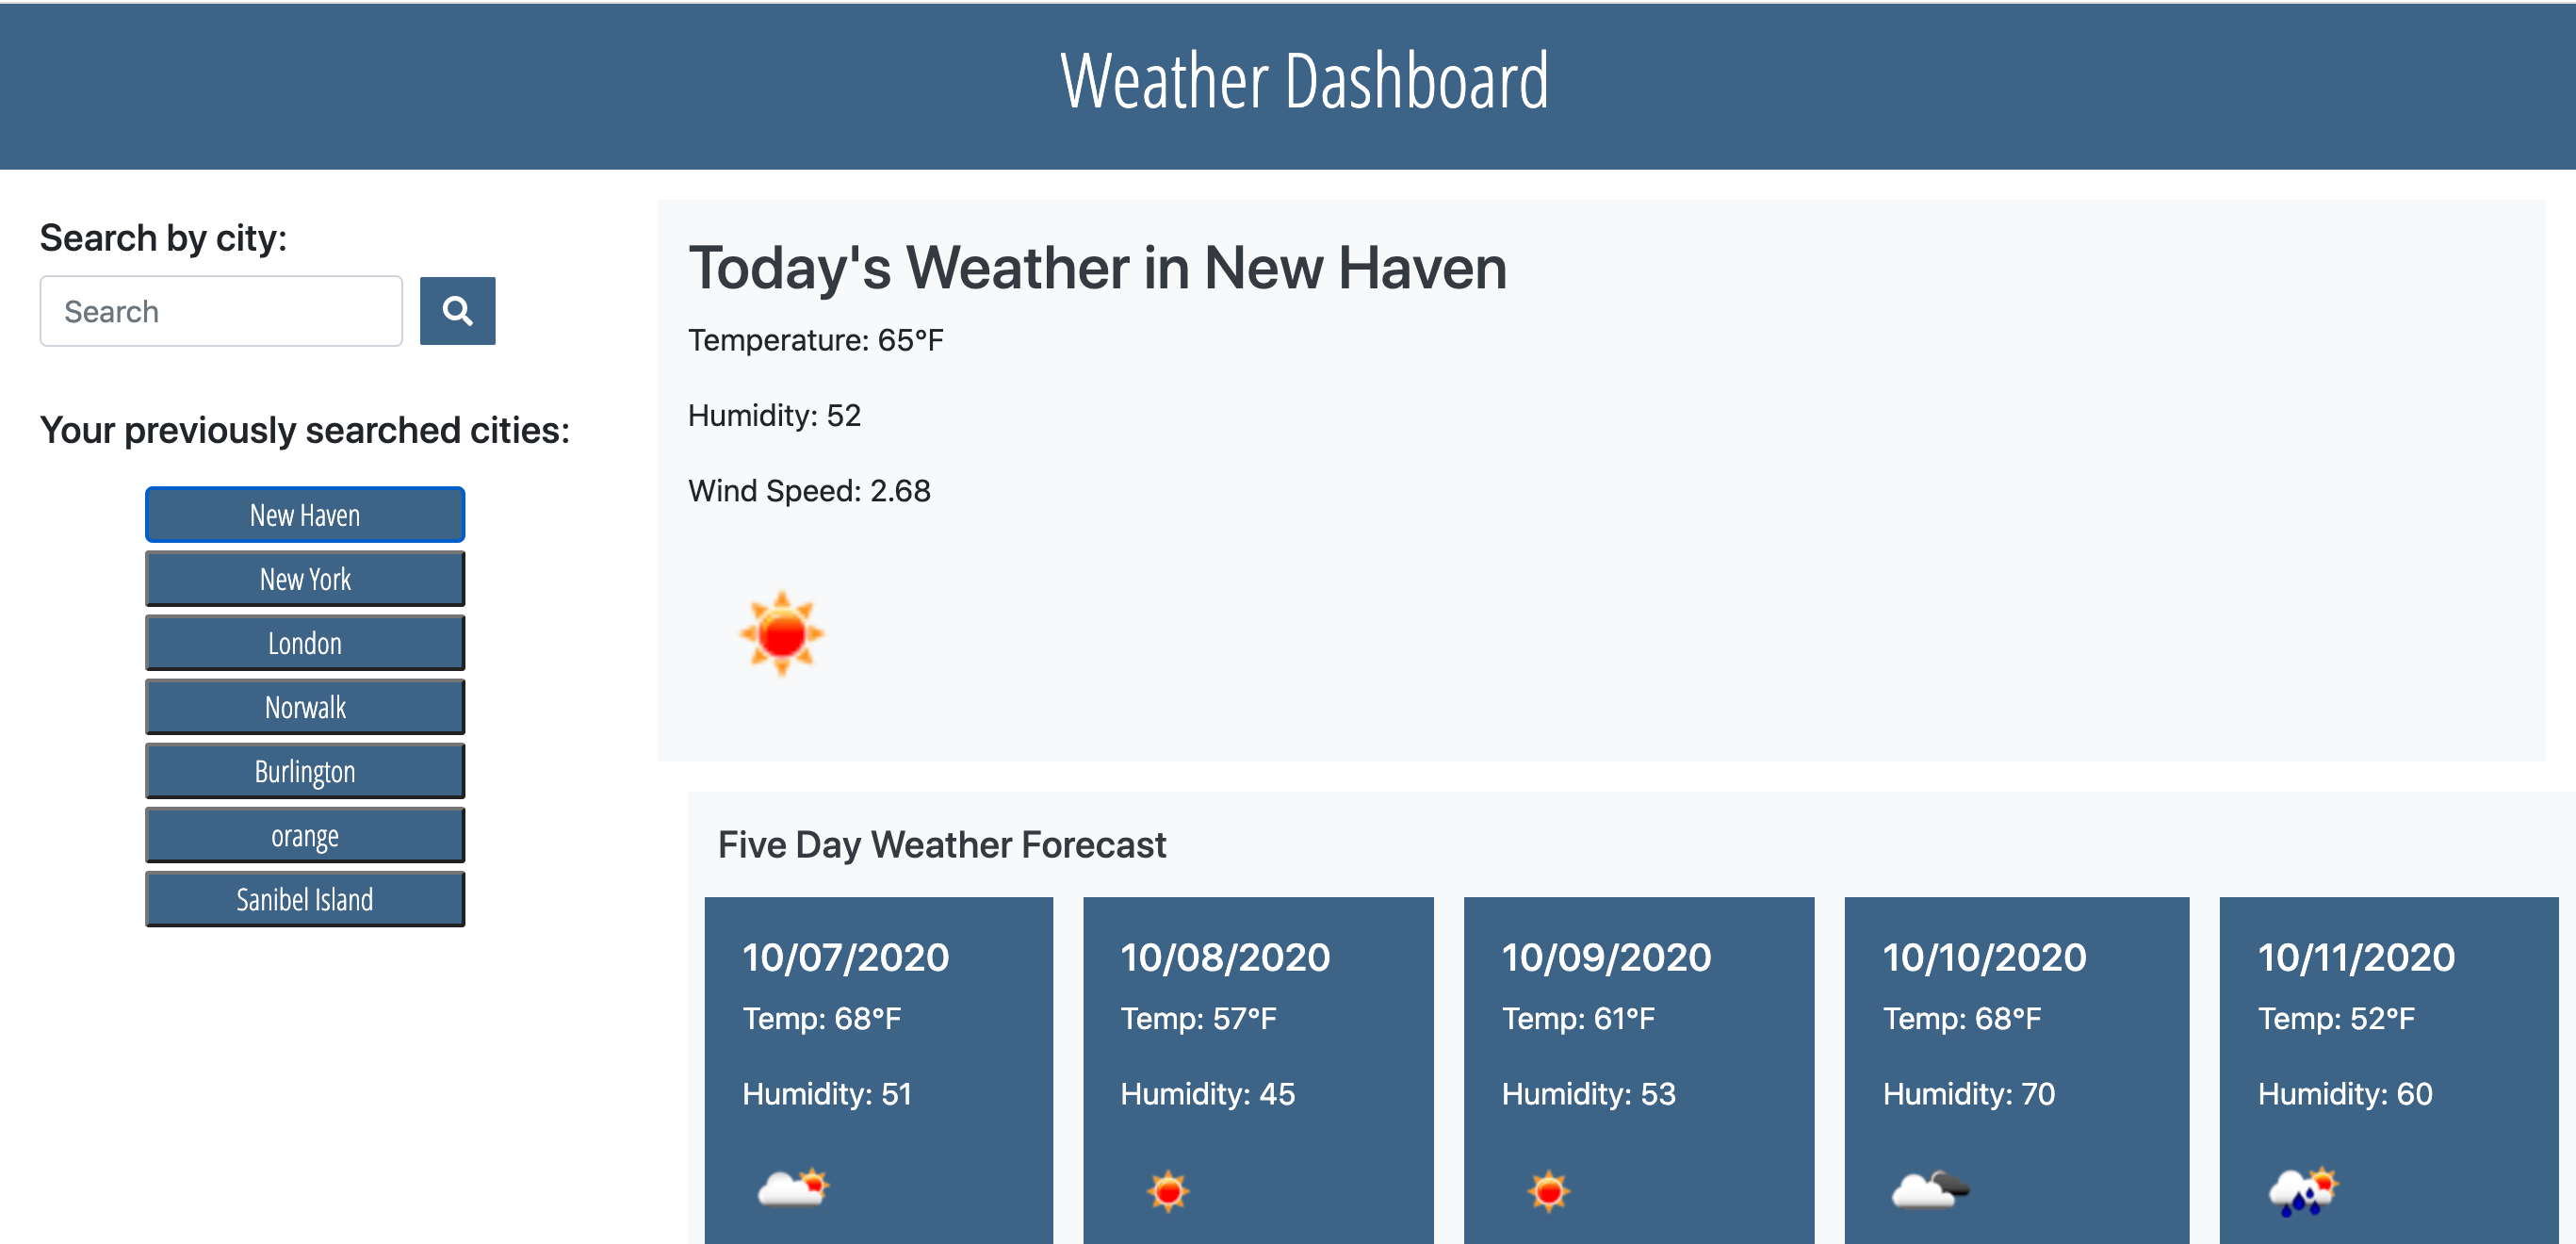 Weather Dashboard
Search by city:
Search
Your previously searched cities:
New Haven
New York
London
Norwalk
Burlington
orange
Sanibel Island
Today's Weather in New Haven
Temperature: 65°F
Humidity: 52
Wind Speed: 2.68
Five Day Weather Forecast
10/07/2020
Temp: 68°F
Humidity: 51
10/08/2020
Temp: 57°F
Humidity: 45
10/09/2020
Temp: 61°F
Humidity: 53
10/10/2020
Temp: 68°F
Humidity: 70
10/11/2020
Temp: 52°F
Humidity: 60